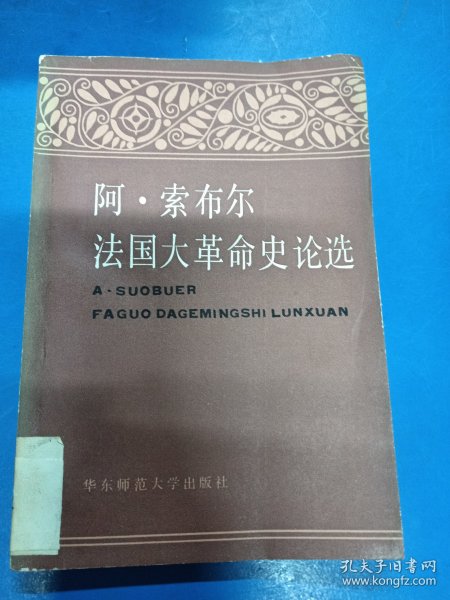 阿·索布尔
法国大革命史论选
A·SUOBUER
FAGUO DAGEMINGSHI LUNXUAN
华东师范大学出版社
孔夫子旧书网
www.kongfz.com